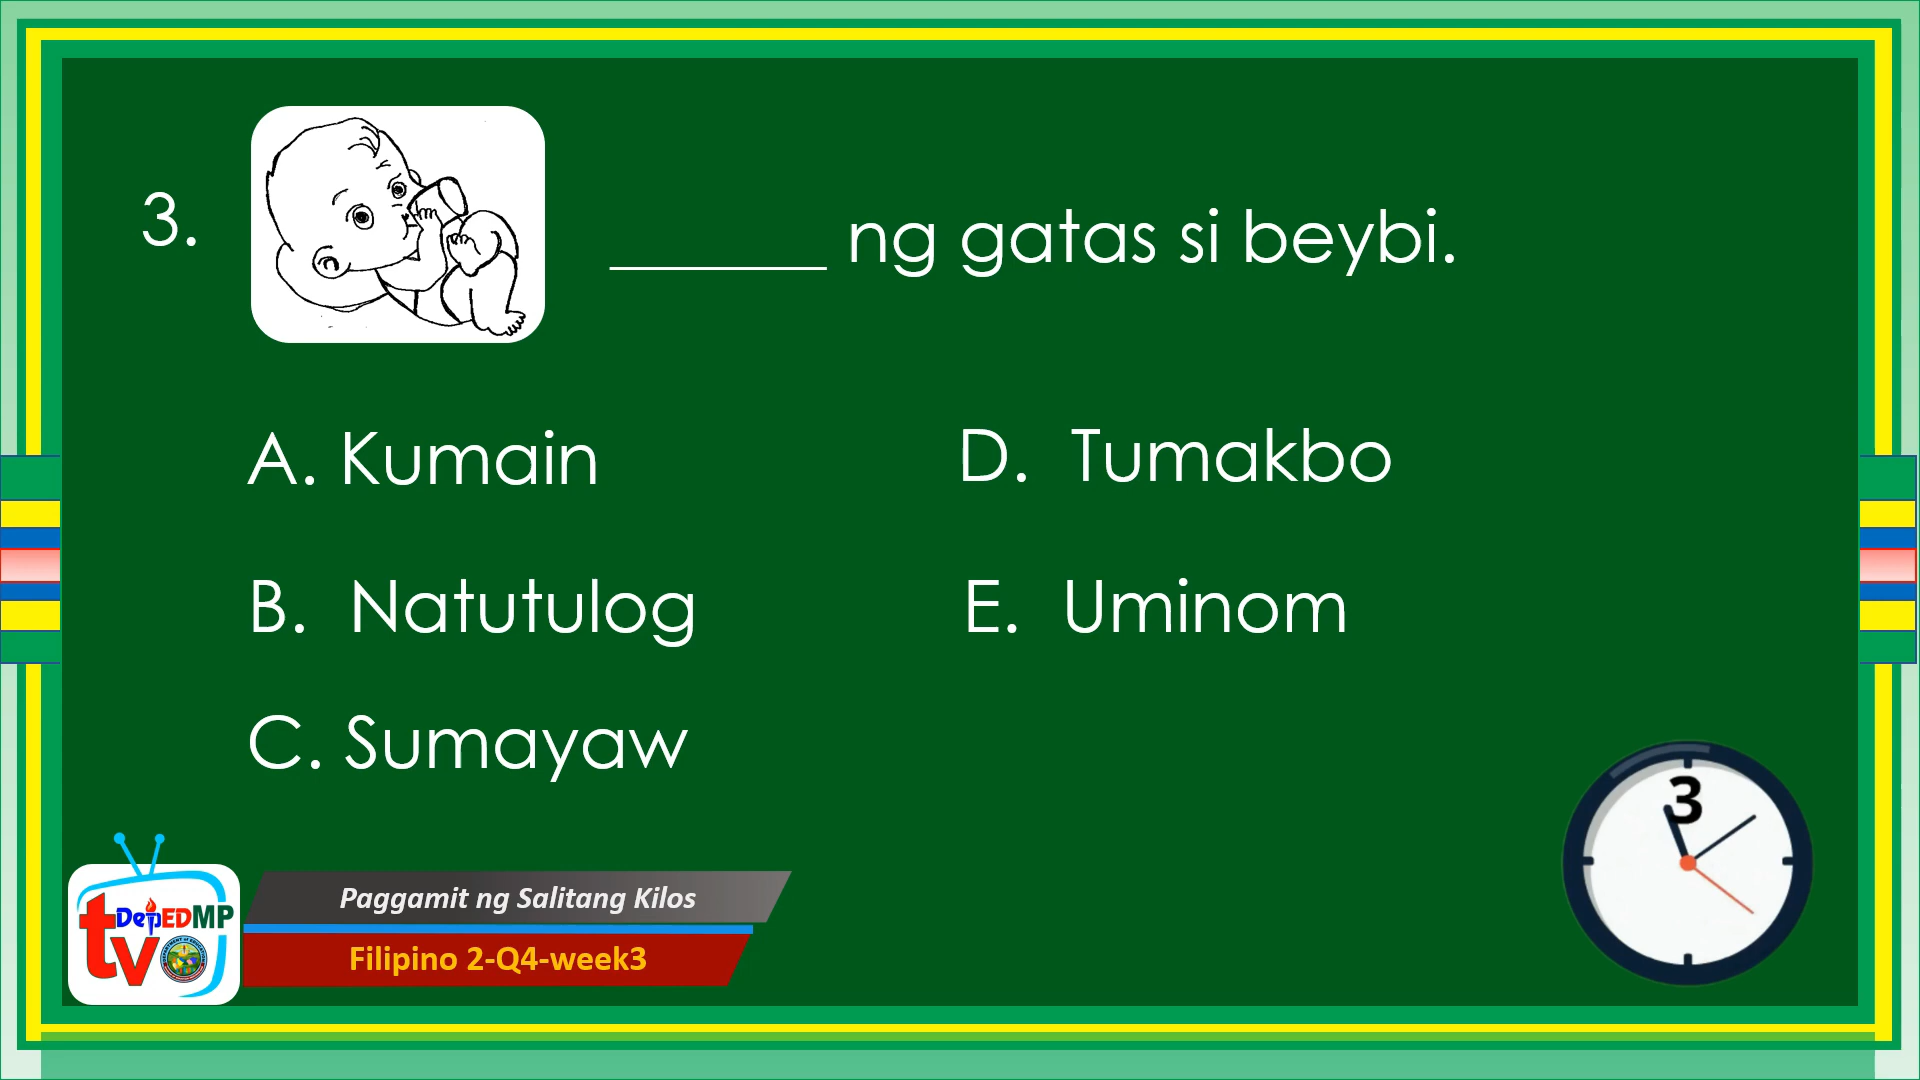 3.
_______ ng gatas si beybi.
A. Kumain
B. Natutulog
C. Sumayaw
D. Tumakbo
E. Uminom
3
DepEDMP
tv
Paggamit ng Salitang Kilos
Filipino 2-Q4-week3